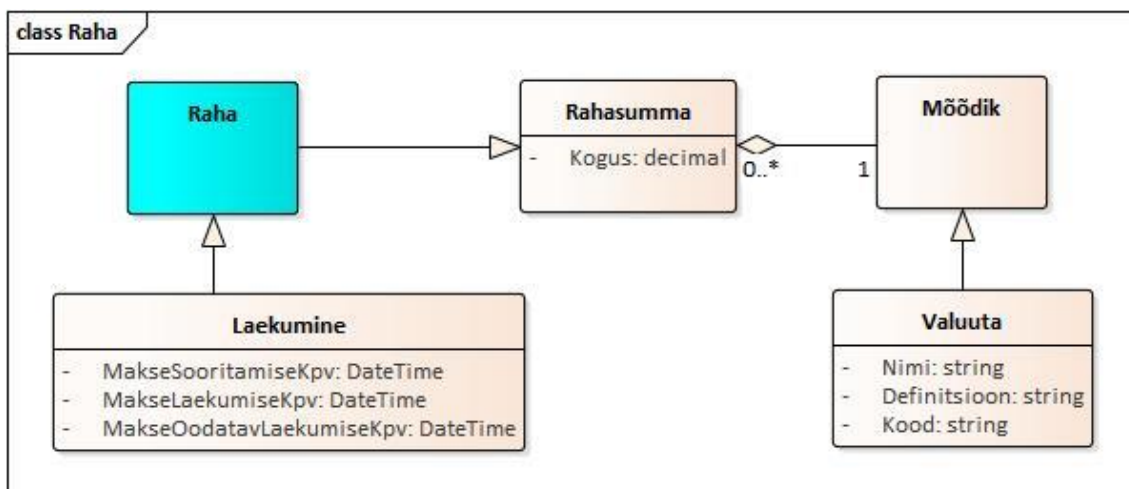 class Raha
Raha
Rahasumma
- Kogus: decimal
0..*
1
Mõõdik
Laekumine
- MakseSooritamiseKpv: DateTime
- MakseLaekumiseKpv: DateTime
- MakseOodatavLaekumiseKpv: DateTime
Valuuta
- Nimi: string
- Definitsioon: string
- Kood: string